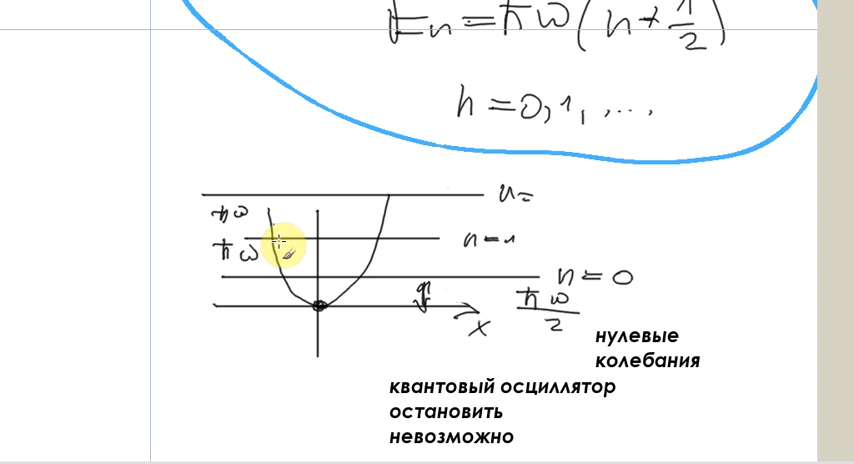 Eₙ = ħω(n + 1/2)
n = 0, 1, , ...
n =
ħω
n = 1
ħω
n = 0
ħω/2
x
нулевые
колебания
квантовый осциллятор
остановить
невозможно